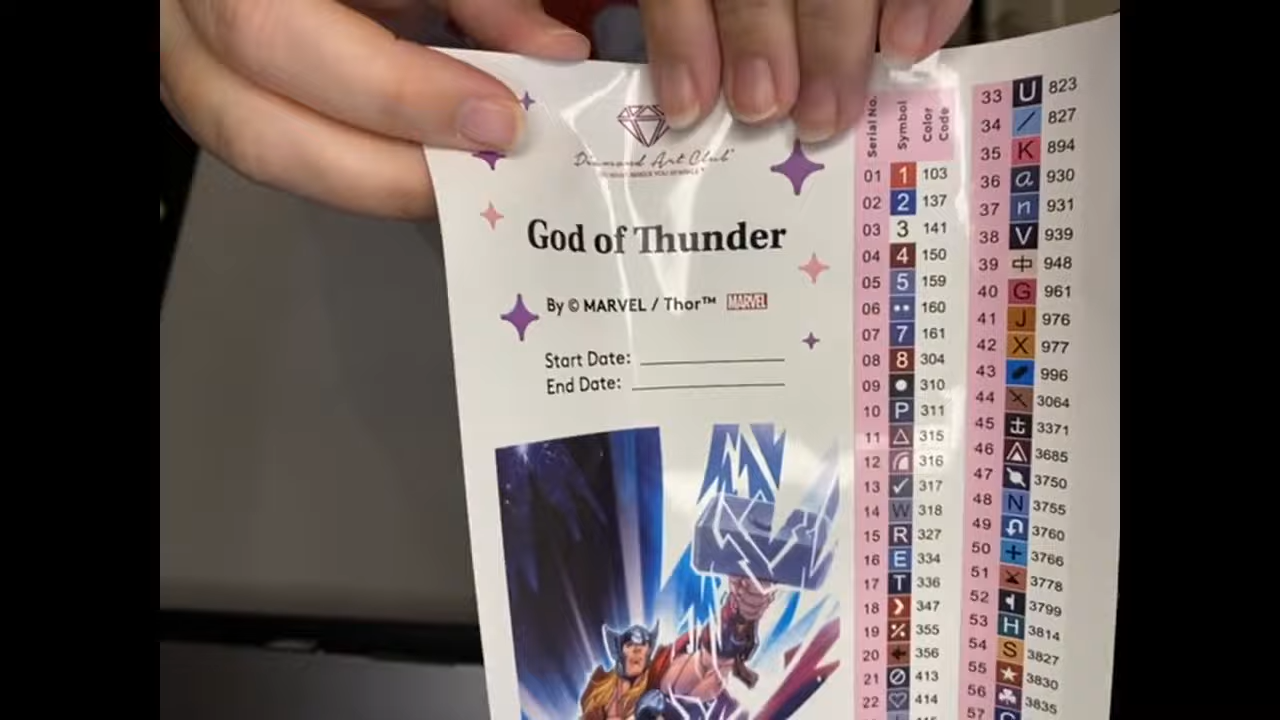 Diamond Art Club
God of Thunder
By © MARVEL / Thor™ MARVEL
Start Date:
End Date:
Serial No. Symbol Color Code
01 1 103
02 2 137
03 3 141
04 4 150
05 5 159
06 •• 160
07 7 161
08 8 304
09 ● 310
10 P 311
11 △ 315
12 316
13 ✓ 317
14 W 318
15 R 327
16 E 334
17 T 336
18 ❯ 347
19 ⁒ 355
20 356
21 ⊘ 413
22 ♡ 414
33 U 823
34 / 827
35 K 894
36 a 930
37 n 931
38 V 939
39 中 948
40 G 961
41 J 976
42 X 977
43 996
44 3064
45 ⚓ 3371
46 3685
47 3750
48 N 3755
49 3760
50 + 3766
51 3778
52 3799
53 H 3814
54 S 3827
55 ★ 3830
56 ☘ 3835
57